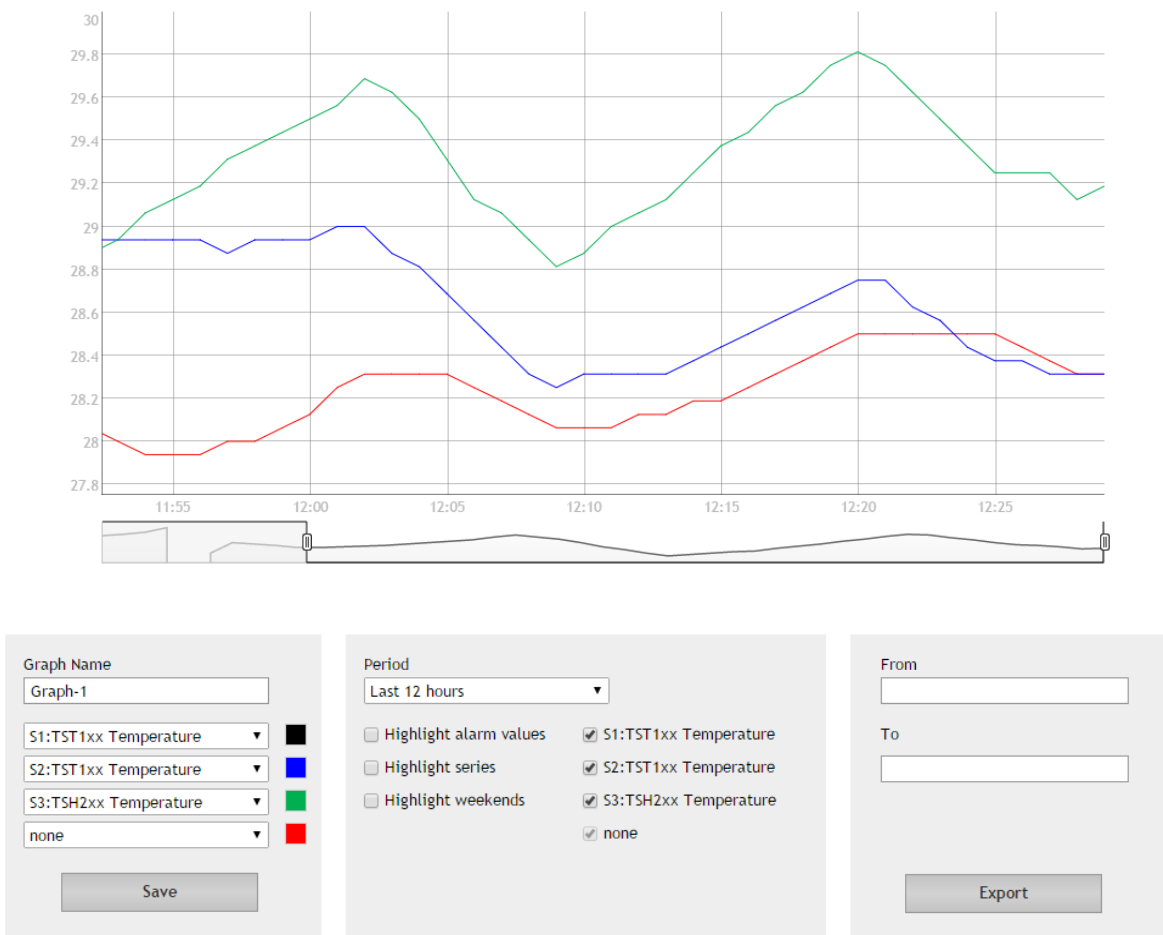 30
29.8
29.6
29.4
29.2
29
28.8
28.6
28.4
28.2
28
27.8
11:55 12:00 12:05 12:10 12:15 12:20 12:25
Graph Name
Graph-1
S1:TST1xx Temperature
S2:TST1xx Temperature
S3:TSH2xx Temperature
none
Save
Period
Last 12 hours
Highlight alarm values
Highlight series
Highlight weekends
S1:TST1xx Temperature
S2:TST1xx Temperature
S3:TSH2xx Temperature
none
From
To
Export